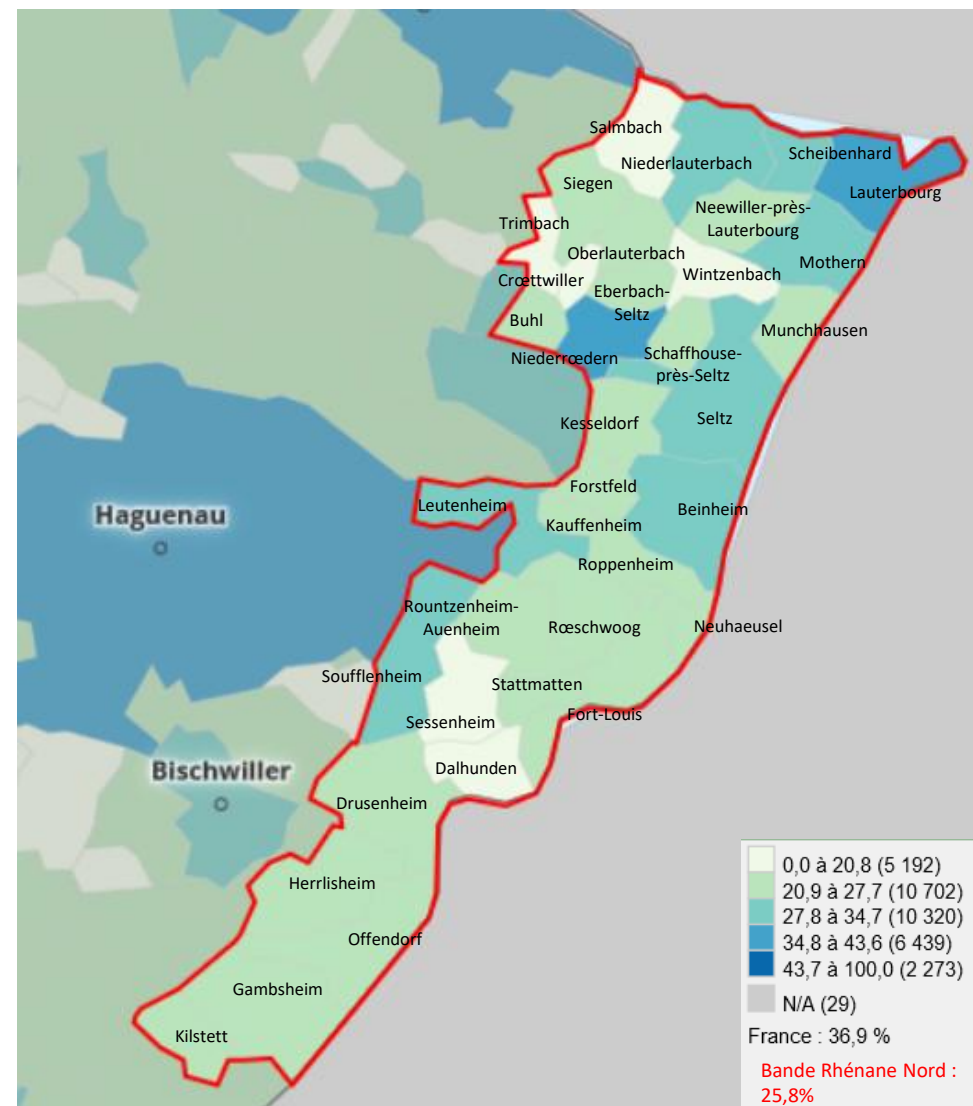 Salmbach
Niederlauterbach
Scheibenhard
Siegen
Lauterbourg
Neewiller-près-
Lauterbourg
Trimbach
Oberlauterbach
Mothern
Wintzenbach
Crœttwiller
Eberbach-
Seltz
Buhl
Munchhausen
Niederrœdern
Schaffhouse-
près-Seltz
Kesseldorf
Seltz
Forstfeld
Leutenheim
Beinheim
Haguenau
Kauffenheim
Roppenheim
Rountzenheim-
Auenheim
Rœschwoog
Neuhaeusel
Soufflenheim
Stattmatten
Fort-Louis
Sessenheim
Bischwiller
Dalhunden
Drusenheim
Herrlisheim
Offendorf
Gambsheim
Kilstett
0,0 à 20,8 (5 192)
20,9 à 27,7 (10 702)
27,8 à 34,7 (10 320)
34,8 à 43,6 (6 439)
43,7 à 100,0 (2 273)
N/A (29)
France : 36,9 %
Bande Rhénane Nord :
25,8%